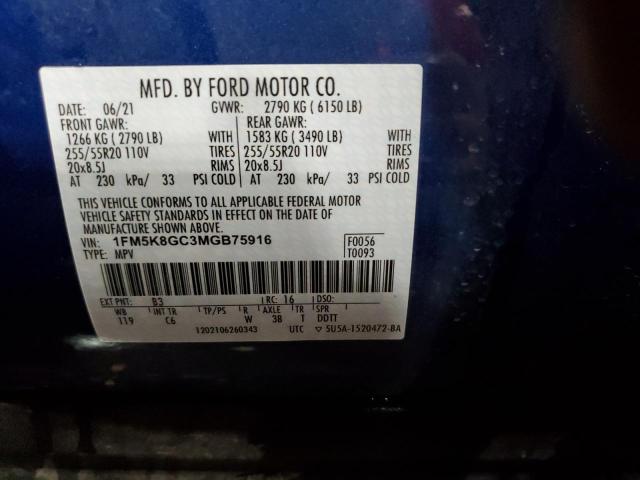 MFD. BY FORD MOTOR CO.
DATE: 06/21 GVWR: 2790 KG ( 6150 LB)
FRONT GAWR: REAR GAWR:
1266 KG ( 2790 LB) WITH 1583 KG ( 3490 LB) WITH
255/55R20 110V TIRES 255/55R20 110V TIRES
20x8.5J RIMS 20x8.5J RIMS
AT 230 kPa/ 33 PSI COLD AT 230 kPa/ 33 PSI COLD
THIS VEHICLE CONFORMS TO ALL APPLICABLE FEDERAL MOTOR
VEHICLE SAFETY STANDARDS IN EFFECT ON THE DATE OF
MANUFACTURE SHOWN ABOVE.
VIN: 1FM5K8GC3MGB75916 F0056
TYPE: MPV T0093
EXT PNT: B3 RC: 16 DSO:
WB INT TR TP/PS R AXLE TR SPR
119 C6 W 3B T DDTT
1202106260343 UTC ▽ 5U5A-1520472-BA